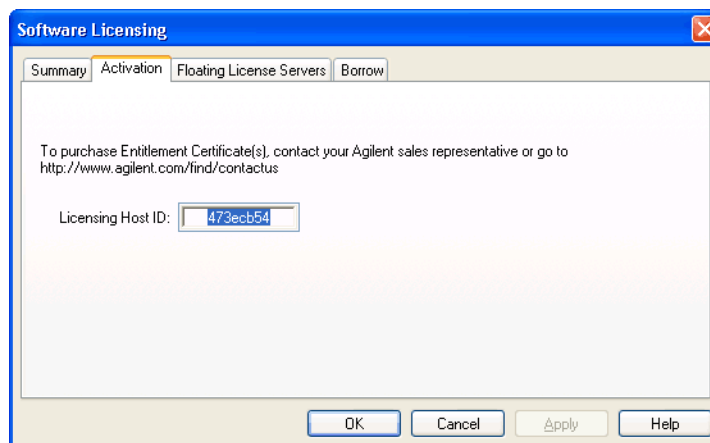 Software Licensing
Summary Activation Floating License Servers Borrow
To purchase Entitlement Certificate(s), contact your Agilent sales representative or go to
http://www.agilent.com/find/contactus
Licensing Host ID: 473ecb54
OK Cancel Apply Help